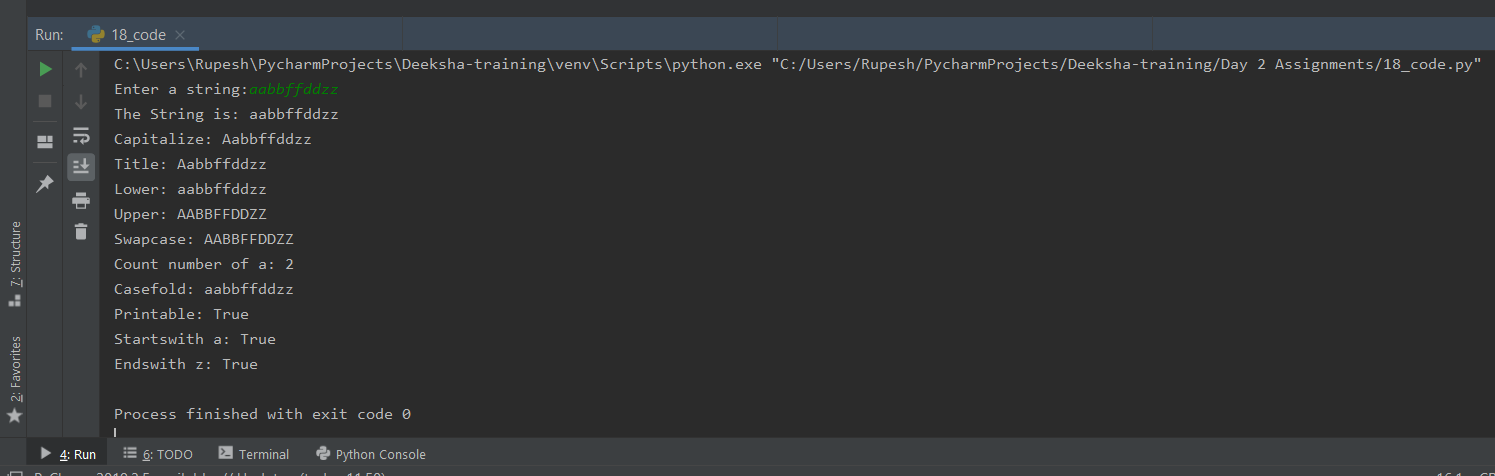 Run: 18_code
C:\Users\Rupesh\PycharmProjects\Deeksha-training\venv\Scripts\python.exe "C:/Users/Rupesh/PycharmProjects/Deeksha-training/Day 2 Assignments/18_code.py"
Enter a string:aabbffddzz
The String is: aabbffddzz
Capitalize: Aabbffddzz
Title: Aabbffddzz
Lower: aabbffddzz
Upper: AABBFFDDZZ
Swapcase: AABBFFDDZZ
Count number of a: 2
Casefold: aabbffddzz
Printable: True
Startswith a: True
Endswith z: True
Process finished with exit code 0
7: Structure
2: Favorites
4: Run 6: TODO Terminal Python Console